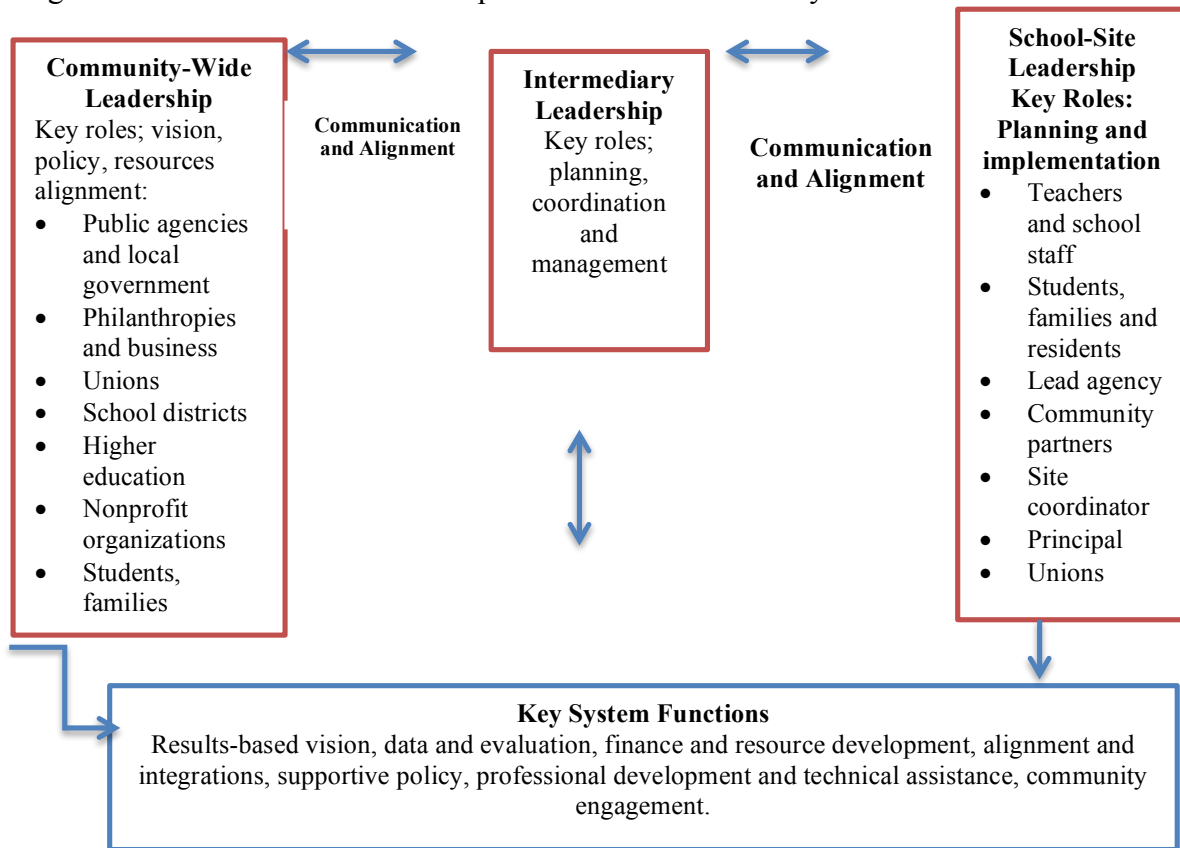 Community-Wide
Leadership
Key roles; vision,
policy, resources
alignment:
• Public agencies
and local
government
• Philanthropies
and business
• Unions
• School districts
• Higher
education
• Nonprofit
organizations
• Students,
families
Communication
and Alignment
Intermediary
Leadership
Key roles;
planning,
coordination
and
management
Communication
and Alignment
School-Site
Leadership
Key Roles:
Planning and
implementation
• Teachers
and school
staff
• Students,
families and
residents
• Lead agency
• Community
partners
• Site
coordinator
• Principal
• Unions
Key System Functions
Results-based vision, data and evaluation, finance and resource development, alignment and
integrations, supportive policy, professional development and technical assistance, community
engagement.